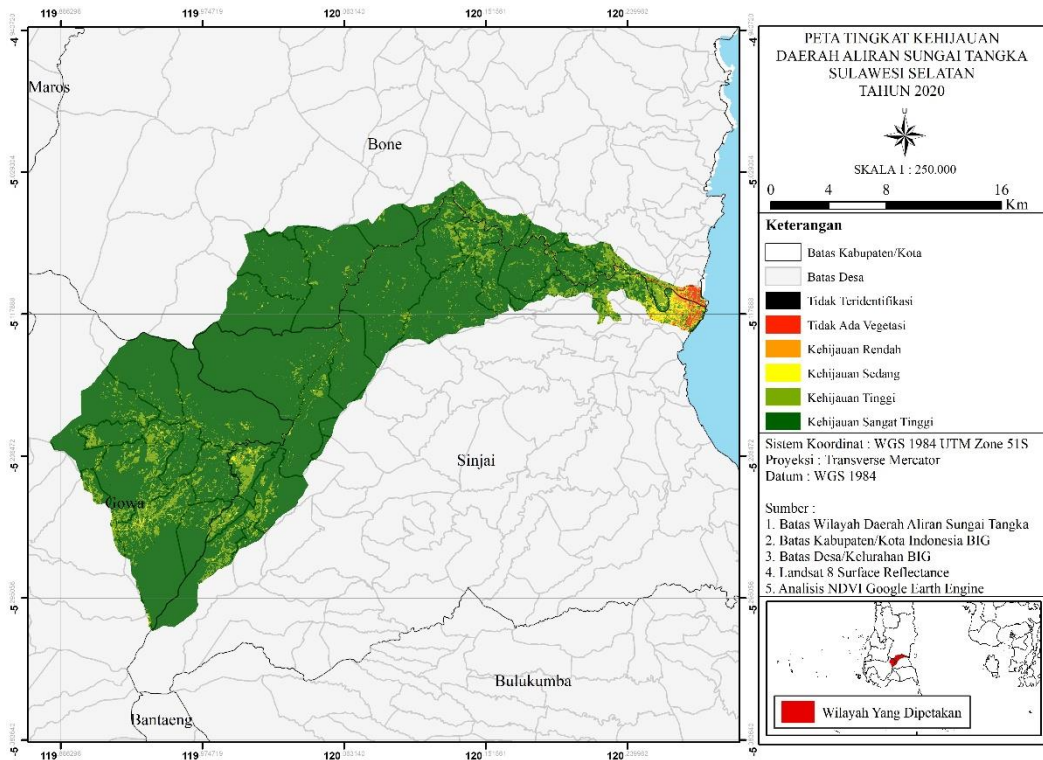 119.866298 119.974719 120.083142 120.191561 120.299982
Maros
Bone
Gowa
Sinjai
Bulukumba
Bantaeng
PETA TINGKAT KEHIJAUAN
DAERAH ALIRAN SUNGAI TANGKA
SULAWESI SELATAN
TAHUN 2020
U
SKALA 1 : 250.000
0 4 8 16
Km
Keterangan
Batas Kabupaten/Kota
Batas Desa
Tidak Teridentifikasi
Tidak Ada Vegetasi
Kehijauan Rendah
Kehijauan Sedang
Kehijauan Tinggi
Kehijauan Sangat Tinggi
Sistem Koordinat : WGS 1984 UTM Zone 51S
Proyeksi : Transverse Mercator
Datum : WGS 1984
Sumber :
1. Batas Wilayah Daerah Aliran Sungai Tangka
2. Batas Kabupaten/Kota Indonesia BIG
3. Batas Desa/Kelurahan BIG
4. Landsat 8 Surface Reflectance
5. Analisis NDVI Google Earth Engine
Wilayah Yang Dipetakan